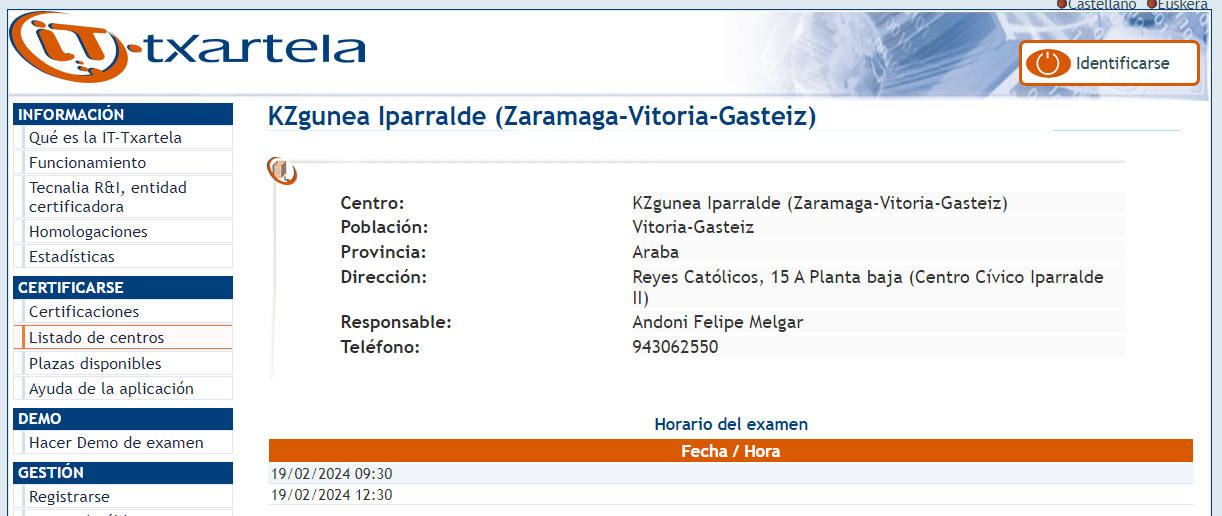 Castellano Euskera
IT-txartela
Identificarse
INFORMACIÓN
Qué es la IT-Txartela
Funcionamiento
Tecnalia R&I, entidad
certificadora
Homologaciones
Estadísticas
CERTIFICARSE
Certificaciones
Listado de centros
Plazas disponibles
Ayuda de la aplicación
DEMO
Hacer Demo de examen
GESTIÓN
Registrarse
KZgunea Iparralde (Zaramaga-Vitoria-Gasteiz)
Centro: KZgunea Iparralde (Zaramaga-Vitoria-Gasteiz)
Población: Vitoria-Gasteiz
Provincia: Araba
Dirección: Reyes Católicos, 15 A Planta baja (Centro Cívico Iparralde
II)
Responsable: Andoni Felipe Melgar
Teléfono: 943062550
Horario del examen
Fecha / Hora
19/02/2024 09:30
19/02/2024 12:30